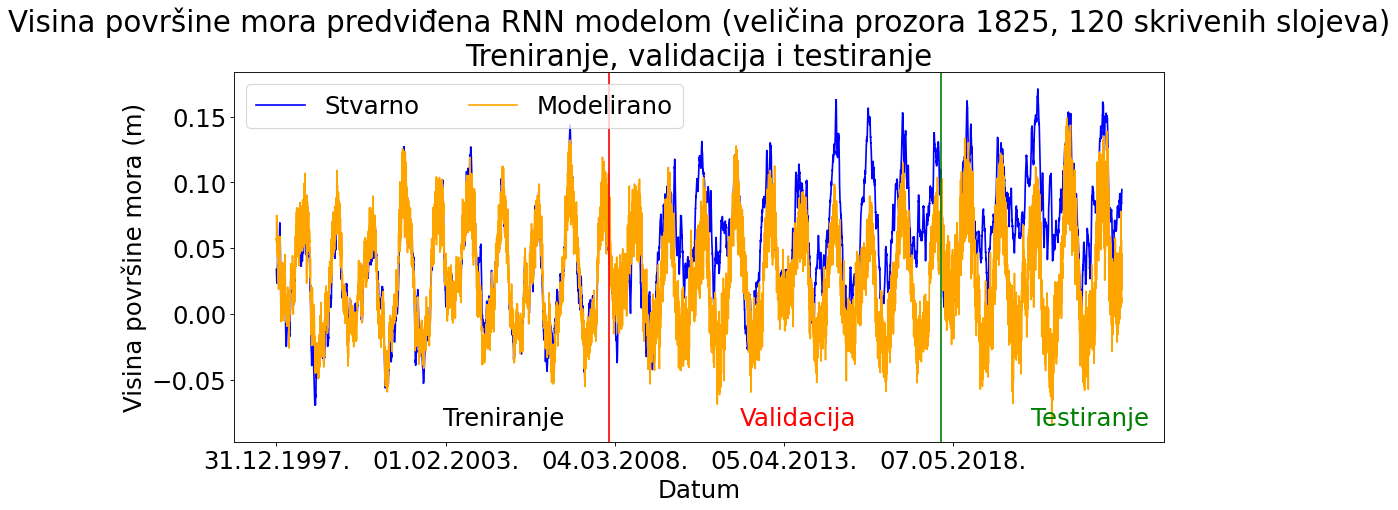 Visina površine mora predviđena RNN modelom (veličina prozora 1825, 120 skrivenih slojeva)
Treniranje, validacija i testiranje
Stvarno
Modelirano
Visina površine mora (m)
0.15
0.10
0.05
0.00
−0.05
Treniranje
Validacija
Testiranje
31.12.1997.
01.02.2003.
04.03.2008.
05.04.2013.
07.05.2018.
Datum